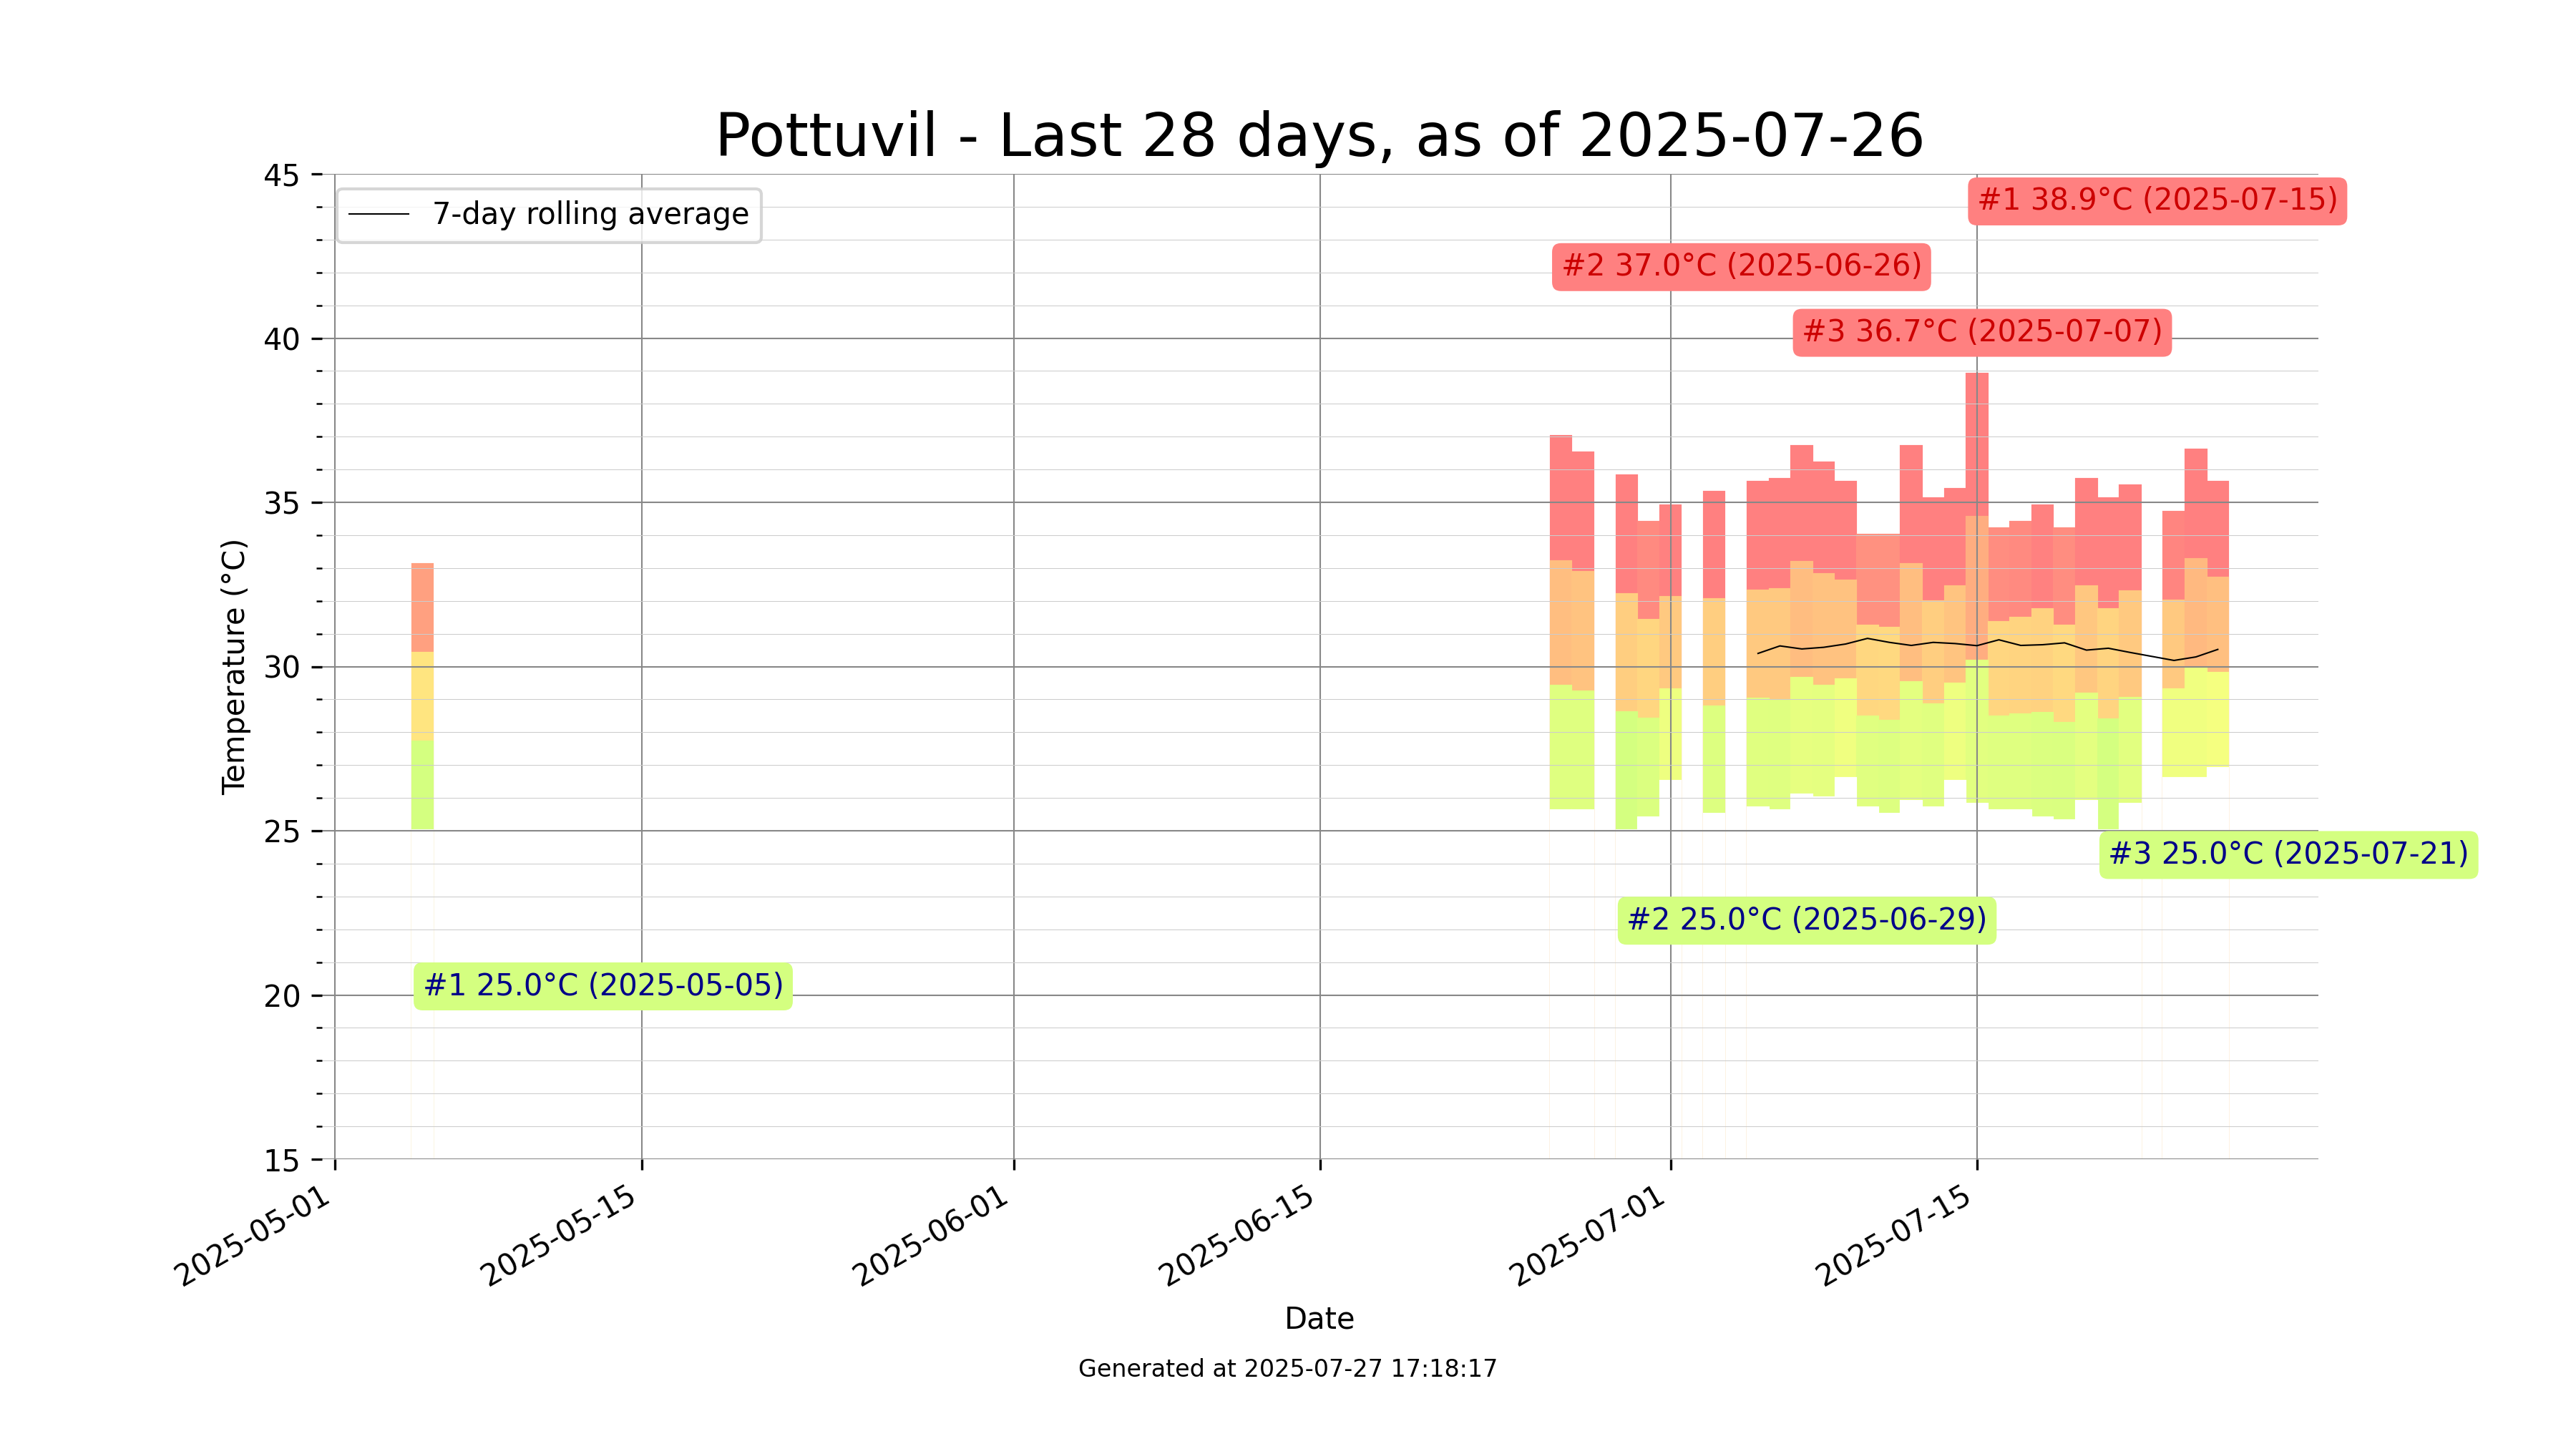 Pottuvil - Last 28 days, as of 2025-07-26
45
40
35
30
25
20
15
Temperature (°C)
7-day rolling average
#1 38.9°C (2025-07-15)
#2 37.0°C (2025-06-26)
#3 36.7°C (2025-07-07)
#3 25.0°C (2025-07-21)
#2 25.0°C (2025-06-29)
#1 25.0°C (2025-05-05)
2025-05-01
2025-05-15
2025-06-01
2025-06-15
2025-07-01
2025-07-15
Date
Generated at 2025-07-27 17:18:17